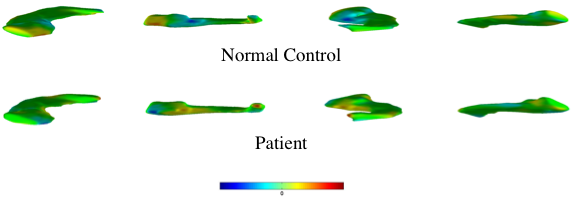 Normal Control
Patient
0